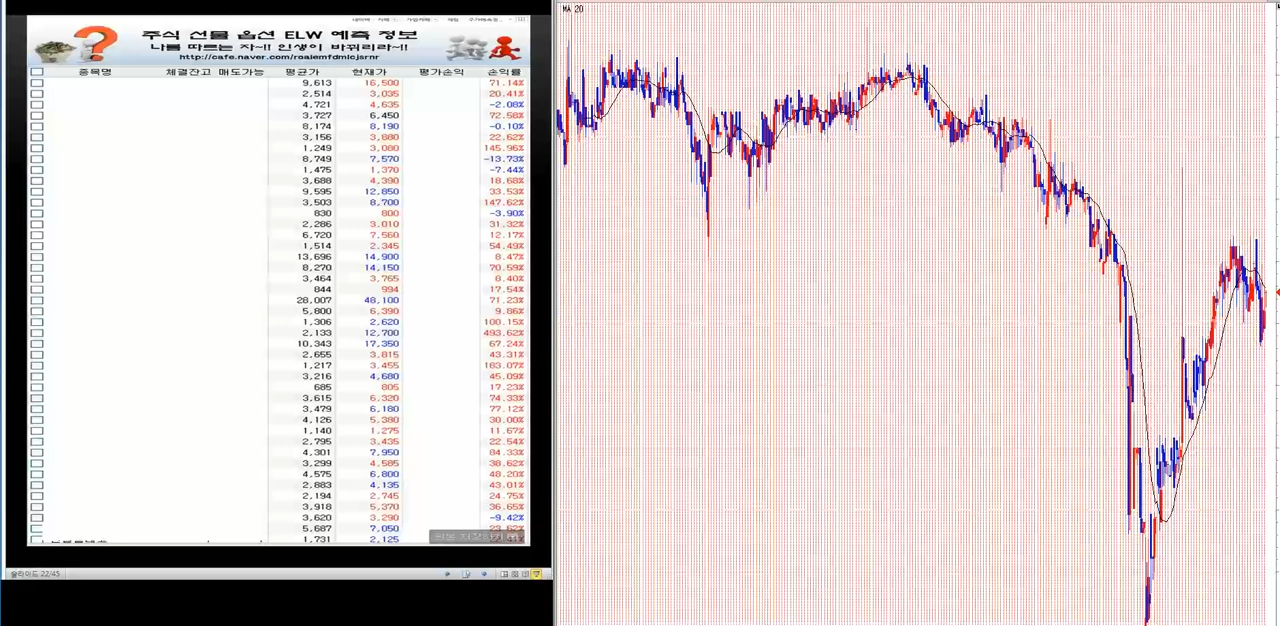 MA 20
주식 선물 옵션 ELW 예측 정보
나를 따르는 자~!! 인생이 바뀌리라~!!
종목명 체결잔고 매도가능 평균가 현재가 평가손익 손익률
9,613 16,500 71.14%
2,514 3,035 20.41%
4,721 4,635 -2.08%
3,727 6,450 72.58%
8,174 8,190 -0.10%
3,156 3,880 22.62%
1,249 3,080 145.96%
8,749 7,570 -13.73%
1,475 1,370 -7.44%
3,688 4,390 18.68%
9,595 12,850 33.53%
3,503 8,700 147.62%
830 800 -3.90%
2,286 3,010 31.32%
6,720 7,560 12.17%
1,514 2,345 54.49%
13,696 14,900 8.47%
8,270 14,150 70.59%
3,464 3,765 8.40%
844 994 17.54%
28,007 48,100 71.23%
5,800 6,390 9.86%
1,306 2,620 100.15%
2,133 12,700 493.62%
10,343 17,350 67.24%
2,655 3,815 43.31%
1,217 3,455 183.07%
3,216 4,680 45.09%
685 805 17.23%
3,615 6,320 74.33%
3,479 6,180 77.12%
4,126 5,380 30.00%
1,140 1,275 11.67%
2,795 3,435 22.54%
4,301 7,950 84.33%
3,299 4,585 38.62%
4,575 6,800 48.20%
2,883 4,135 43.01%
2,194 2,745 24.75%
3,918 5,370 36.65%
3,620 3,290 -9.42%
5,687 7,050
1,731 2,125
슬라이드 22/45